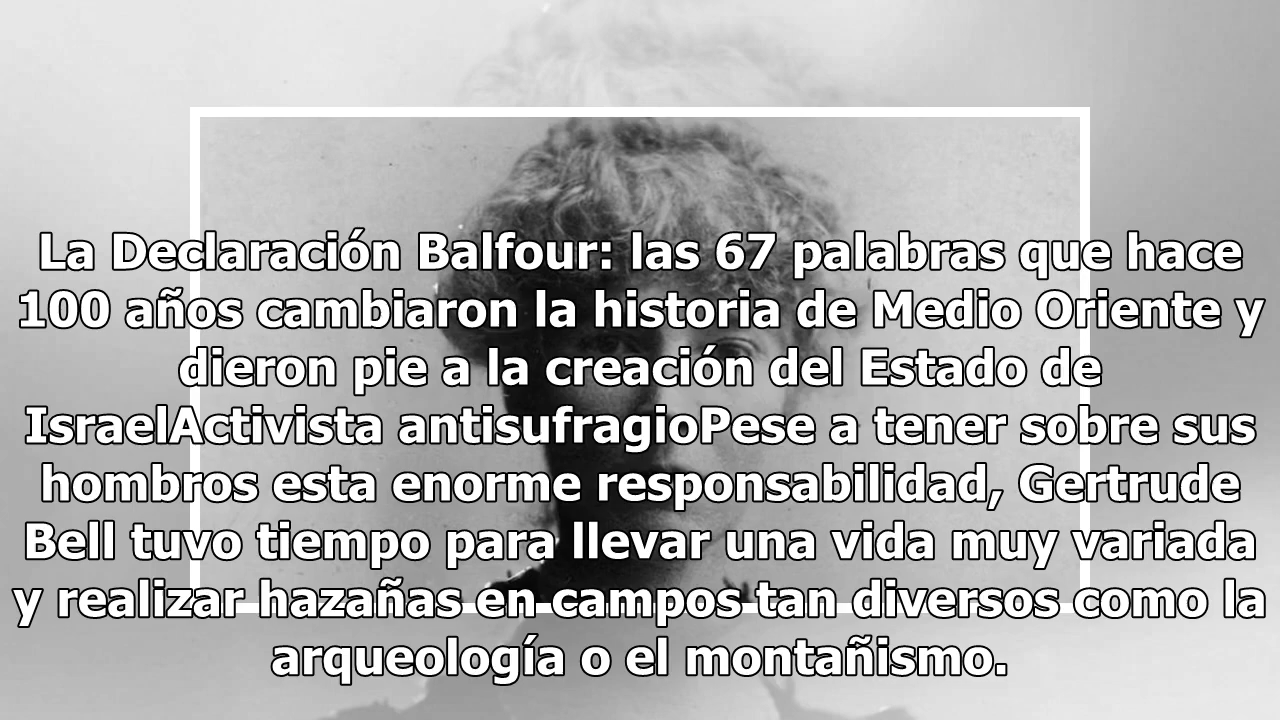 La Declaración Balfour: las 67 palabras que hace
100 años cambiaron la historia de Medio Oriente y
dieron pie a la creación del Estado de
IsraelActivista antisufragioPese a tener sobre sus
hombros esta enorme responsabilidad, Gertrude
Bell tuvo tiempo para llevar una vida muy variada
y realizar hazañas en campos tan diversos como la
arqueología o el montañismo.